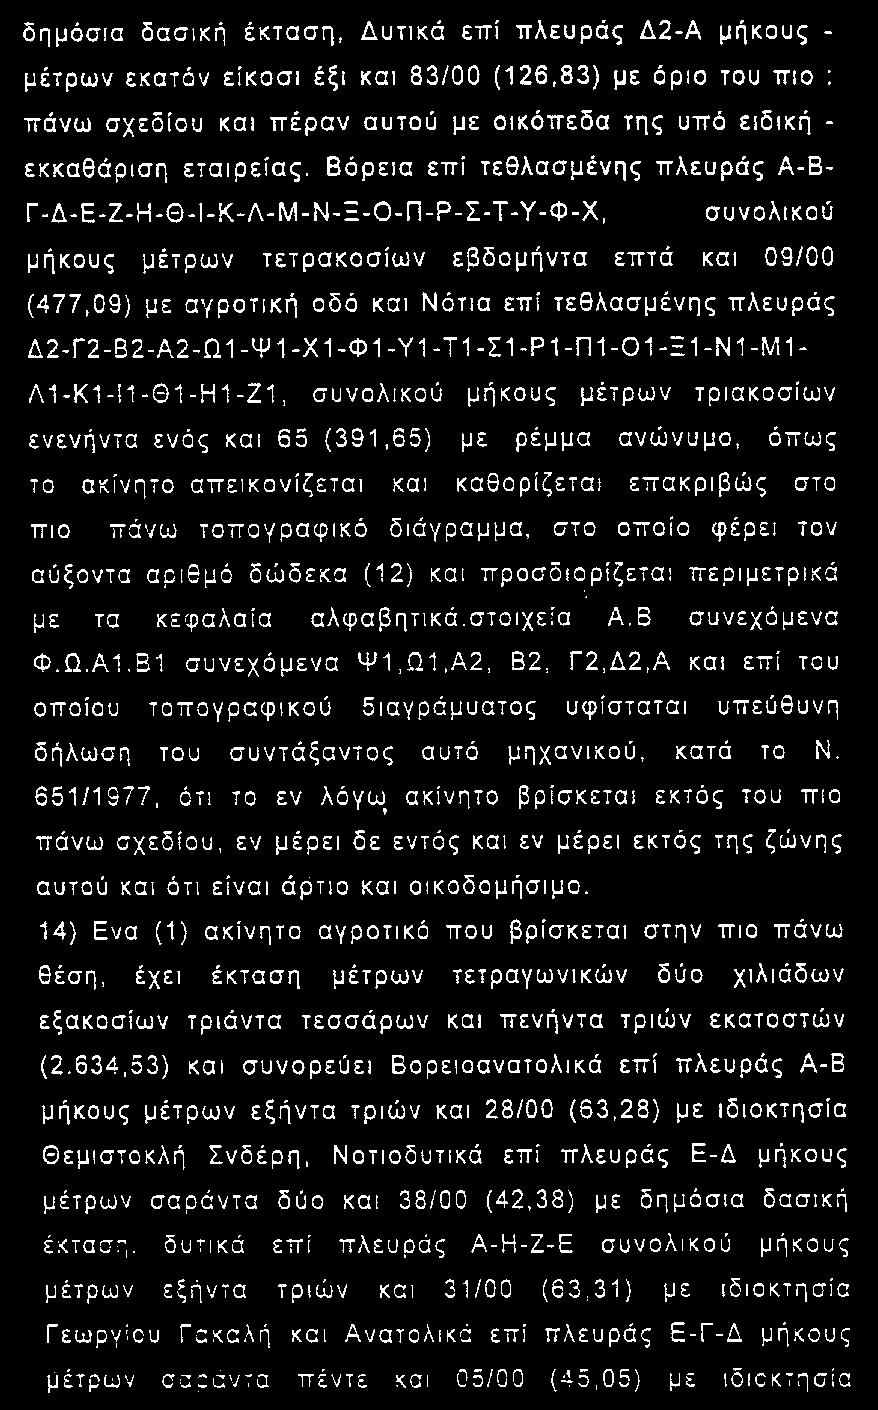 δημόσια δασική έκταση, Δυτικά επί πλευράς Δ2-Α μήκους -
μέτρων εκατόν είκοσι έξι και 83/00 (126,83) με όριο του πιο :
πάνω σχεδίου και πέραν αυτού με οικόπεδα της υπό ειδική -
εκκαθάριση εταιρείας. Βόρεια επί τεθλασμένης πλευράς Α-Β-
Γ-Δ-Ε-Ζ-Η-Θ-Ι-Κ-Λ-Μ-Ν-Ξ-Ο-Π-Ρ-Σ-Τ-Υ-Φ-Χ, συνολικού
μήκους μέτρων τετρακοσίων εβδομήντα επτά και 09/00
(477,09) με αγροτική οδό και Νότια επί τεθλασμένης πλευράς
Δ2-Γ2-Β2-Α2-Ω1-Ψ1-Χ1-Φ1-Υ1-Τ1-Σ1-Ρ1-Π1-Ο1-Ξ1-Ν1-Μ1-
Λ1-Κ1-Ι1-Θ1-Η1-Ζ1, συνολικού μήκους μέτρων τριακοσίων
ενενήντα ενός και 65 (391,65) με ρέμμα ανώνυμο, όπως
το ακίνητο απεικονίζεται και καθορίζεται επακριβώς στο
πιο πάνω τοπογραφικό διάγραμμα, στο οποίο φέρει τον
αύξοντα αριθμό δώδεκα (12) και προσδιορίζεται περιμετρικά
με τα κεφαλαία αλφαβητικά.στοιχεία Α.Β συνεχόμενα
Φ.Ω.Α1.Β1 συνεχόμενα Ψ1,Ω1,Α2, Β2, Γ2,Δ2,Α και επί του
οποίου τοπογραφικού 5ιαγράμυατος υφίσταται υπεύθυνη
δήλωση του συντάξαντος αυτό μηχανικού, κατά το Ν.
651/1977, ότι το εν λόγω ακίνητο βρίσκεται εκτός του πιο
πάνω σχεδίου, εν μέρει δε εντός και εν μέρει εκτός της ζώνης
αυτού και ότι είναι άρτιο και οικοδομήσιμο.
14) Ενα (1) ακίνητο αγροτικό που βρίσκεται στην πιο πάνω
θέση, έχει έκταση μέτρων τετραγωνικών δύο χιλιάδων
εξακοσίων τριάντα τεσσάρων και πενήντα τριών εκατοστών
(2.634,53) και συνορεύει Βορειοανατολικά επί πλευράς Α-Β
μήκους μέτρων εξήντα τριών και 28/00 (63,28) με ιδιοκτησία
Θεμιστοκλή Σνδέρη, Νοτιοδυτικά επί πλευράς Ε-Δ μήκους
μέτρων σαράντα δύο και 38/00 (42,38) με δημόσια δασική
έκταση. δυτικά επί πλευράς Α-Η-Ζ-Ε συνολικού μήκους
μέτρων εξήντα τριών και 31/00 (63,31) με ιδιοκτησία
Γεωργίου Γακαλή και Ανατολικά επί πλευράς Ε-Γ-Δ μήκους
μέτρων σαράντα πέντε και 05/00 (45,05) με ιδιοκτησία